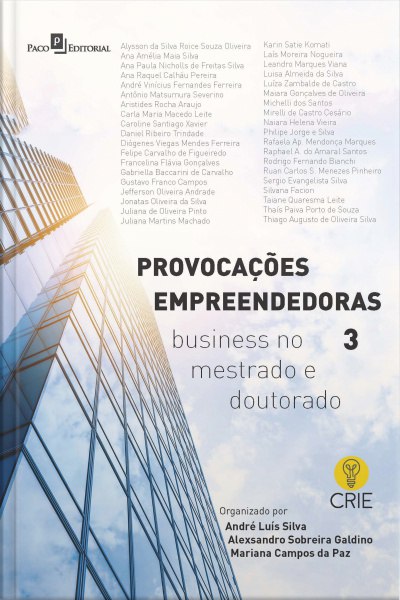 PACO EDITORIAL
Alysson da Silva Roice Souza Oliveira
Ana Amélia Maia Silva
Ana Paula Nicholls de Freitas Silva
Ana Raquel Calháu Pereira
André Vinícius Fernandes Ferreira
Antônio Matsumura Severino
Aristides Rocha Araujo
Carla Maria Macedo Leite
Caroline Santiago Xavier
Daniel Ribeiro Trindade
Diógenes Viegas Mendes Ferreira
Felipe Carvalho de Figueiredo
Francelina Flávia Gonçalves
Gabriella Baccarini de Carvalho
Gustavo Franco Campos
Jefferson Oliveira Andrade
Jonatas Oliveira da Silva
Juliana de Oliveira Pinto
Juliana Martins Machado
Karin Satie Komati
Laís Moreira Nogueira
Leandro Marques Viana
Luisa Almeida da Silva
Luíza Zambalde de Castro
Maiara Gonçalves de Oliveira
Michelli dos Santos
Mirelli de Castro Cesário
Naiara Helena Vieira
Philipe Jorge e Silva
Rafaela Ap. Mendonça Marques
Raphael A. do Amaral Santos
Rodrigo Fernando Bianchi
Ruan Carlos S. Menezes Pinheiro
Sergio Evangelista Silva
Silvana Facion
Taiane Quaresma Leite
Thaís Paiva Porto de Souza
Thiago Augusto de Oliveira Silva
PROVOCAÇÕES
EMPREENDEDORAS
business no 3
mestrado e
doutorado
CRIE
Organizado por
André Luís Silva
Alexsandro Sobreira Galdino
Mariana Campos da Paz